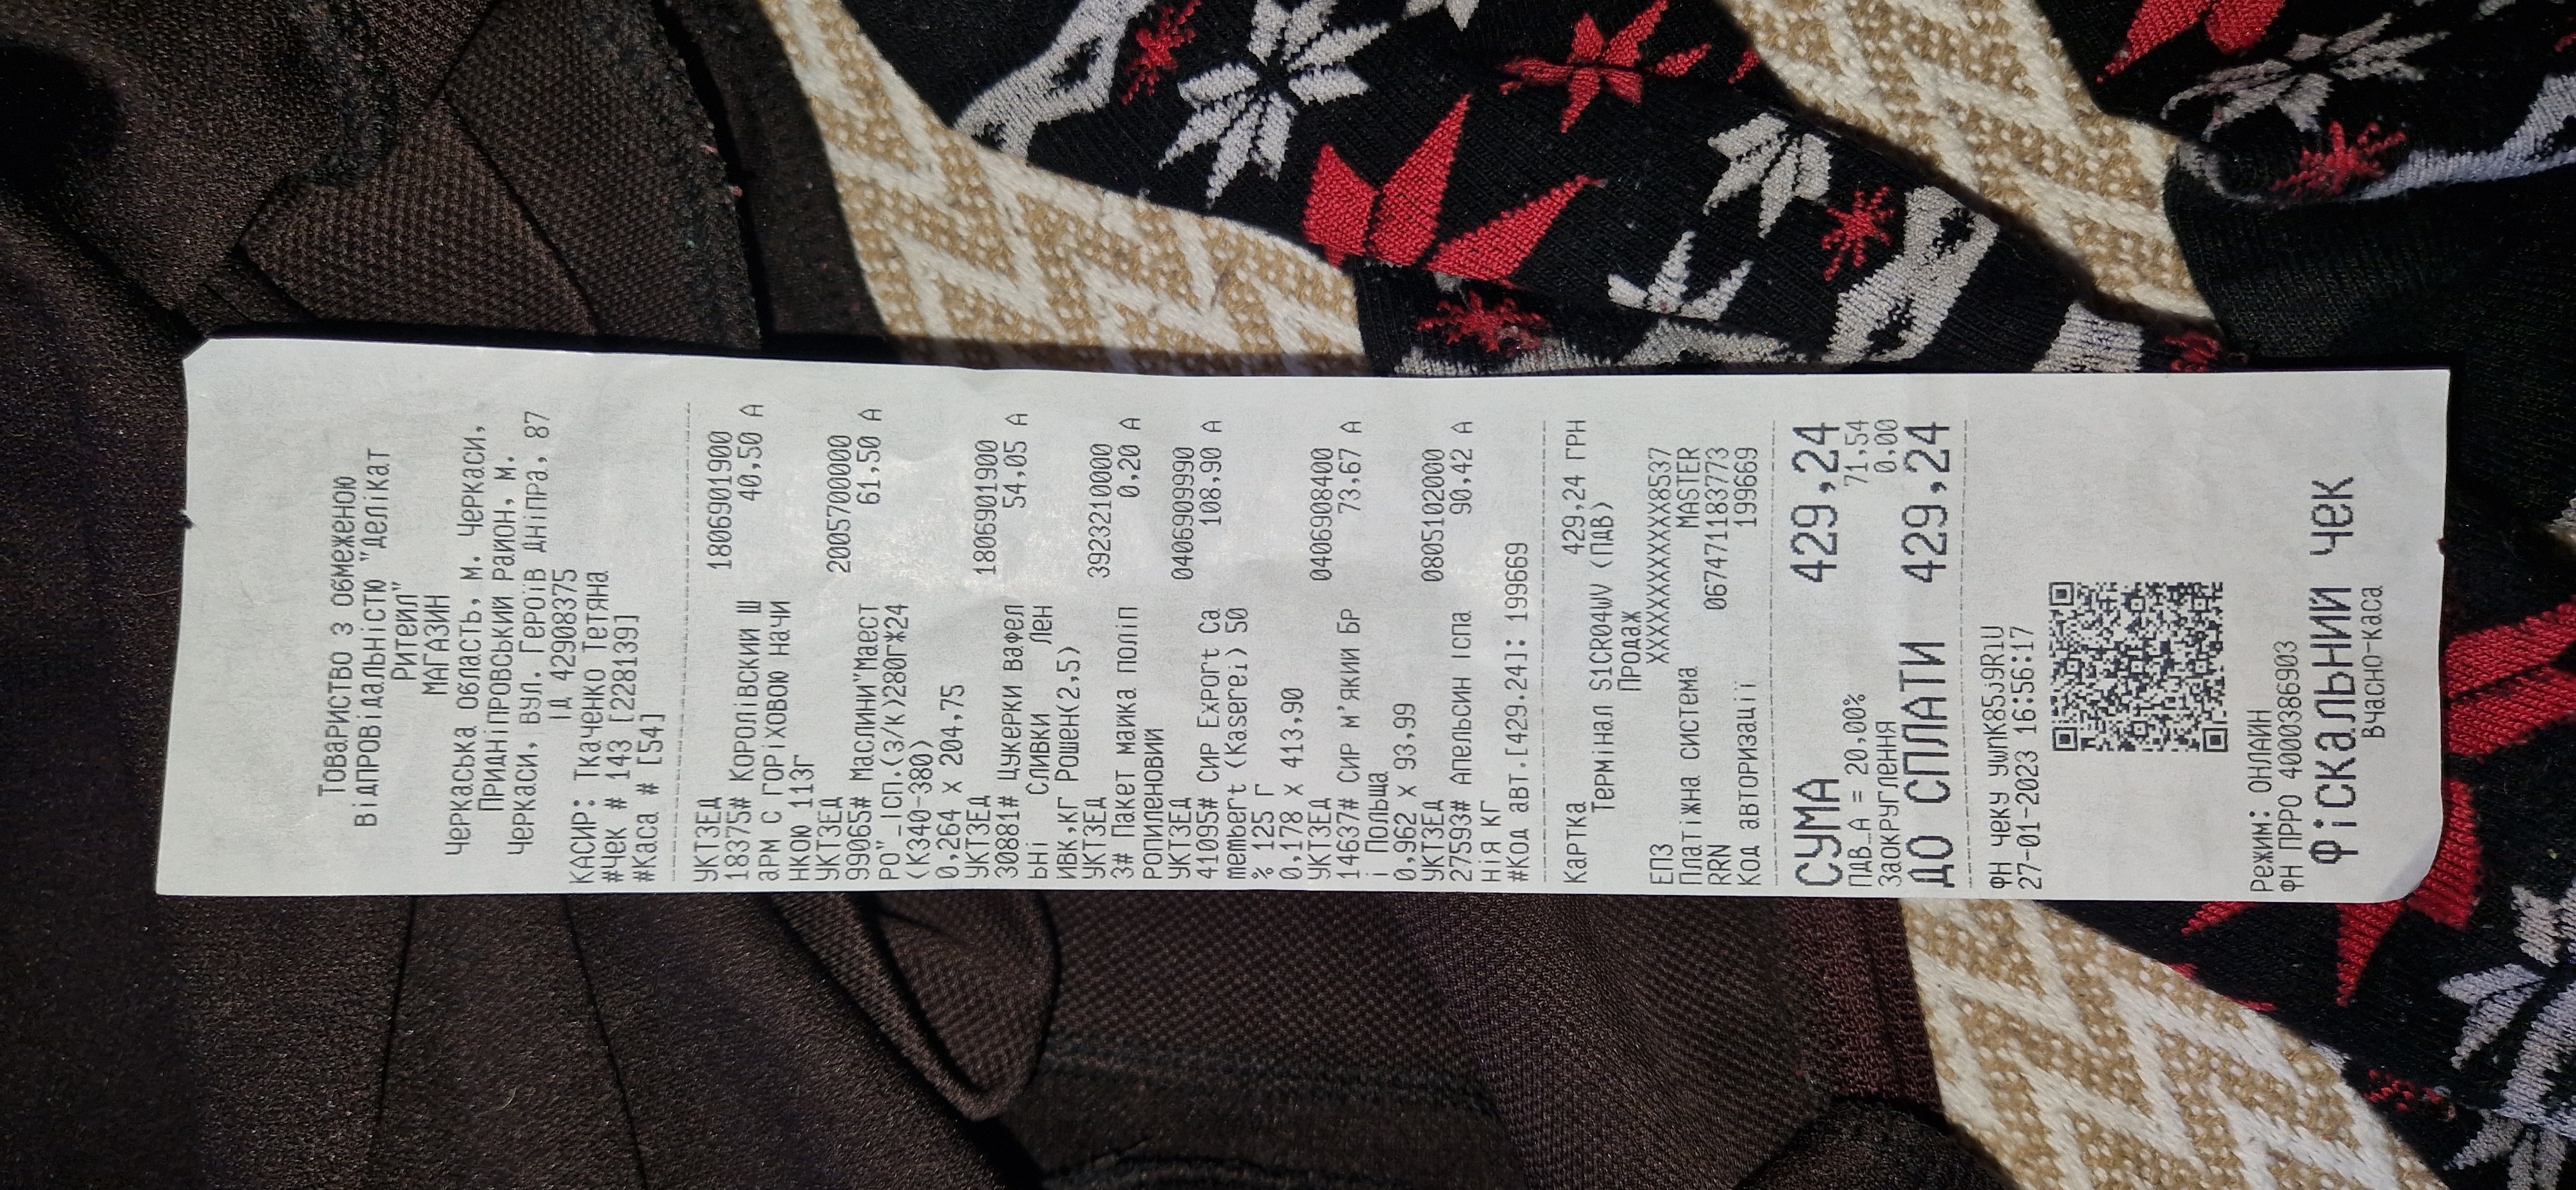 Товариство з обмеженою
відпровідальністю "Делікат
Ритеил"
МАГАЗИН
Черкаська область, м. Черкаси,
Придніпровський район, м.
Черкаси, вул. Героїв Дніпра, 87
ІД 42908375
КАСИР: Ткаченко Тетяна
#Чек # 143 [228139]
#Каса # [54]
УКТЗЕД 1806901900
18375# Королівский Ш 40,50 А
арм С горіховою начи
нкою 113г
УКТЗЕД 2005700000
99065# Маслини"Маест 61,50 А
РО"_Ісп.(З/К)280г*24
(К340-380)
0,264 x 204,75
УКТЗЕД 1806901900
30881# Цукерки вафел 54,05 А
ьні Сливки Лен
ивк,кг Рошен(2,5)
УКТЗЕД 3923210000
3# Пакет майка поліп 0,20 А
ропиленовий
УКТЗЕД 0406909990
41095# Сир Export Ca 108,90 А
membert (Kaserei) 50
% 125 г
0,178 x 413,90
УКТЗЕД 0406908400
14637# Сир м'який Бр 73,67 А
і Польща
0,962 x 93,99
УКТЗЕД 0805102000
27593# Апельсин Іспа 90,42 А
нія кг
#Код авт.[429.24]: 199669
Картка 429,24 ГРН
Термінал S1CR04WV (ПДВ)
Продаж
ЕПЗ XXXXXXXXXXXX8537
Платіжна система MASTER
RRN 067471183773
Код авторизації 199669
СУМА 429,24
ПДВ_А = 20,00% 71,54
Заокруглення 0,00
ДО СПЛАТИ 429,24
ФН чеку ywnK85J9RiU
27-01-2023 16:56:17
Режим: ОНЛАЙН
ФН ПРРО 4000386903
Фіскальний чек
Вчасно-каса